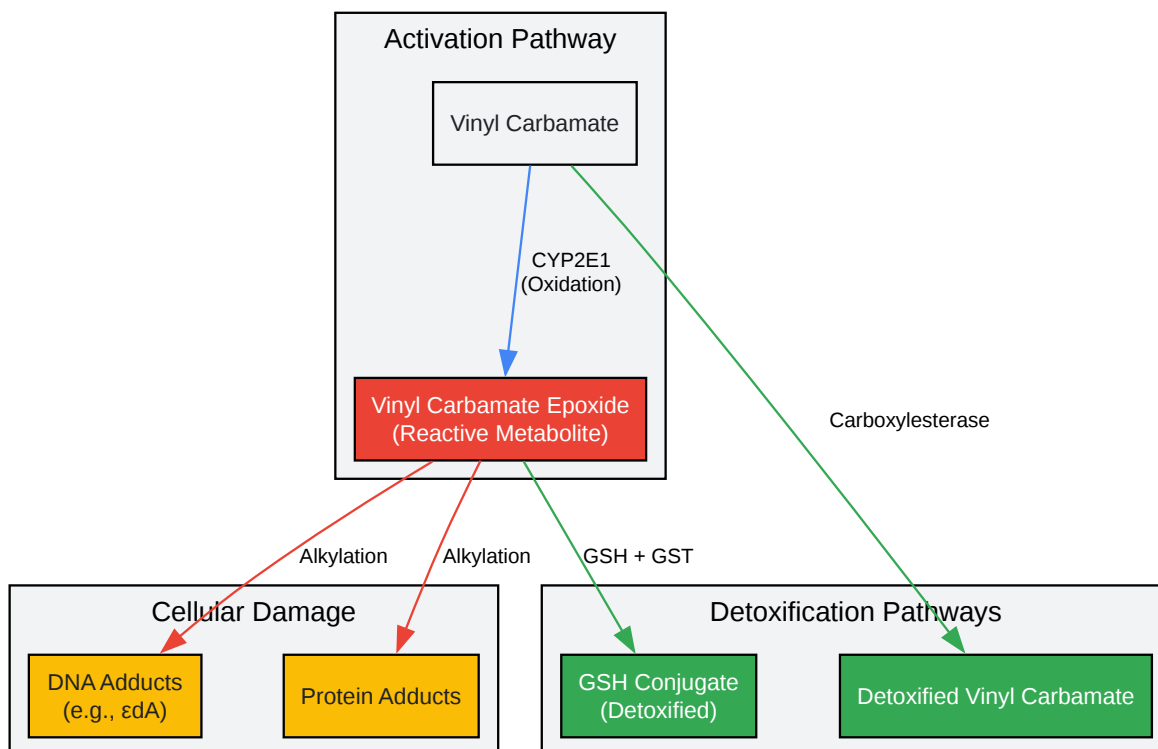 Activation Pathway
Vinyl Carbamate
CYP2E1
(Oxidation)
Vinyl Carbamate Epoxide
(Reactive Metabolite)
Carboxylesterase
Alkylation
Alkylation
GSH + GST
Cellular Damage
Detoxification Pathways
DNA Adducts
(e.g., εdA)
Protein Adducts
GSH Conjugate
(Detoxified)
Detoxified Vinyl Carbamate